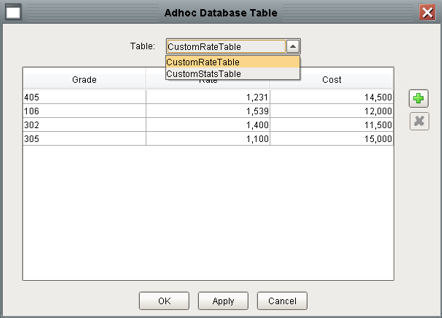 Adhoc Database Table
Table: CustomRateTable
CustomRateTable
CustomStatsTable
Grade Rate Cost
405 1,231 14,500
106 1,539 12,000
302 1,400 11,500
305 1,100 15,000
OK Apply Cancel